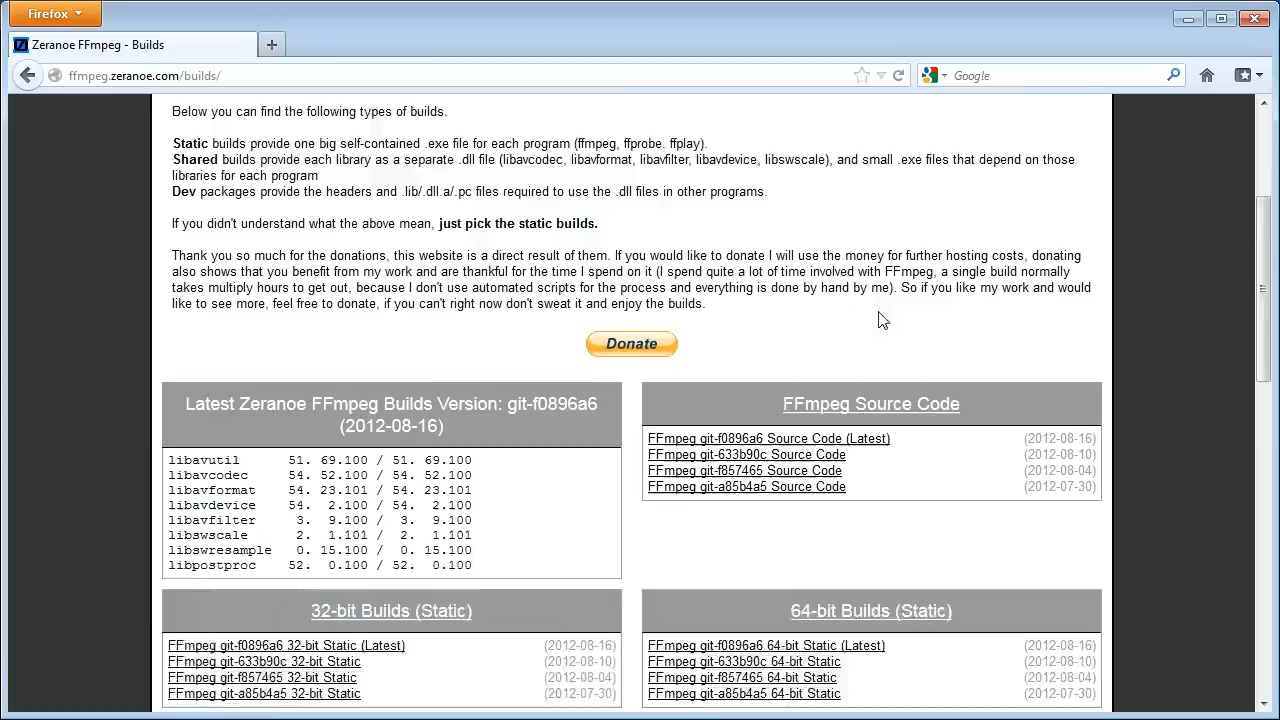 Firefox
Zeranoe FFmpeg - Builds
ffmpeg.zeranoe.com/builds/
Google
Below you can find the following types of builds.
Static builds provide one big self-contained .exe file for each program (ffmpeg, ffprobe, ffplay).
Shared builds provide each library as a separate .dll file (libavcodec, libavformat, libavfilter, libavdevice, libswscale), and small .exe files that depend on those
libraries for each program
Dev packages provide the headers and .lib/.dll.a/.pc files required to use the .dll files in other programs.
If you didn't understand what the above mean, just pick the static builds.
Thank you so much for the donations, this website is a direct result of them. If you would like to donate I will use the money for further hosting costs, donating
also shows that you benefit from my work and are thankful for the time I spend on it (I spend quite a lot of time involved with FFmpeg, a single build normally
takes multiply hours to get out, because I don't use automated scripts for the process and everything is done by hand by me). So if you like my work and would
like to see more, feel free to donate, if you can't right now don't sweat it and enjoy the builds.
Donate
Latest Zeranoe FFmpeg Builds Version: git-f0896a6
(2012-08-16)
libavutil 51. 69.100 / 51. 69.100
libavcodec 54. 52.100 / 54. 52.100
libavformat 54. 23.101 / 54. 23.101
libavdevice 54. 2.100 / 54. 2.100
libavfilter 3. 9.100 / 3. 9.100
libswscale 2. 1.101 / 2. 1.101
libswresample 0. 15.100 / 0. 15.100
libpostproc 52. 0.100 / 52. 0.100
FFmpeg Source Code
FFmpeg git-f0896a6 Source Code (Latest) (2012-08-16)
FFmpeg git-633b90c Source Code (2012-08-10)
FFmpeg git-f857465 Source Code (2012-08-04)
FFmpeg git-a85b4a5 Source Code (2012-07-30)
32-bit Builds (Static)
FFmpeg git-f0896a6 32-bit Static (Latest) (2012-08-16)
FFmpeg git-633b90c 32-bit Static (2012-08-10)
FFmpeg git-f857465 32-bit Static (2012-08-04)
FFmpeg git-a85b4a5 32-bit Static (2012-07-30)
64-bit Builds (Static)
FFmpeg git-f0896a6 64-bit Static (Latest) (2012-08-16)
FFmpeg git-633b90c 64-bit Static (2012-08-10)
FFmpeg git-f857465 64-bit Static (2012-08-04)
FFmpeg git-a85b4a5 64-bit Static (2012-07-30)